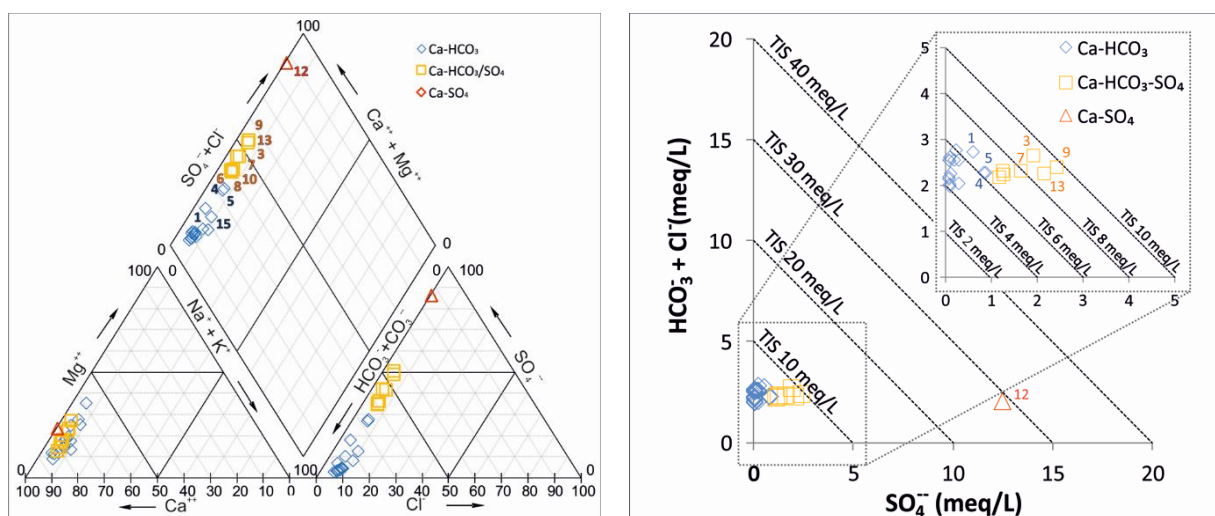 100
Ca-HCO₃
Ca-HCO₃/SO₄
Ca-SO₄
12
SO₄⁻⁻+Cl⁻
Ca⁺⁺+ Mg⁺⁺
9
13
3
7
6 8 10
4
5
1 15
0 0
100 0 0 100
Mg⁺⁺
Na⁺+ K⁺
HCO₃⁻+CO₃⁻⁻
SO₄⁻⁻
0 100 0
100 90 80 70 60 50 40 30 20 10 0
0 10 20 30 40 50 60 70 80 90 100
Ca⁺⁺
Cl⁻
HCO₃⁻ + Cl⁻(meq/L)
20
15
10
5
0
TIS 40 meq/L
TIS 30 meq/L
TIS 20 meq/L
TIS 10 meq/L
12
0 5 10 15 20
SO₄⁻⁻ (meq/L)
Ca-HCO₃
Ca-HCO₃-SO₄
Ca-SO₄
5
4
3
2
1
0
1
5
4
3
7
9
13
TIS 2 meq/L
TIS 4 meq/L
TIS 6 meq/L
TIS 8 meq/L
TIS 10 meq/L
0 1 2 3 4 5